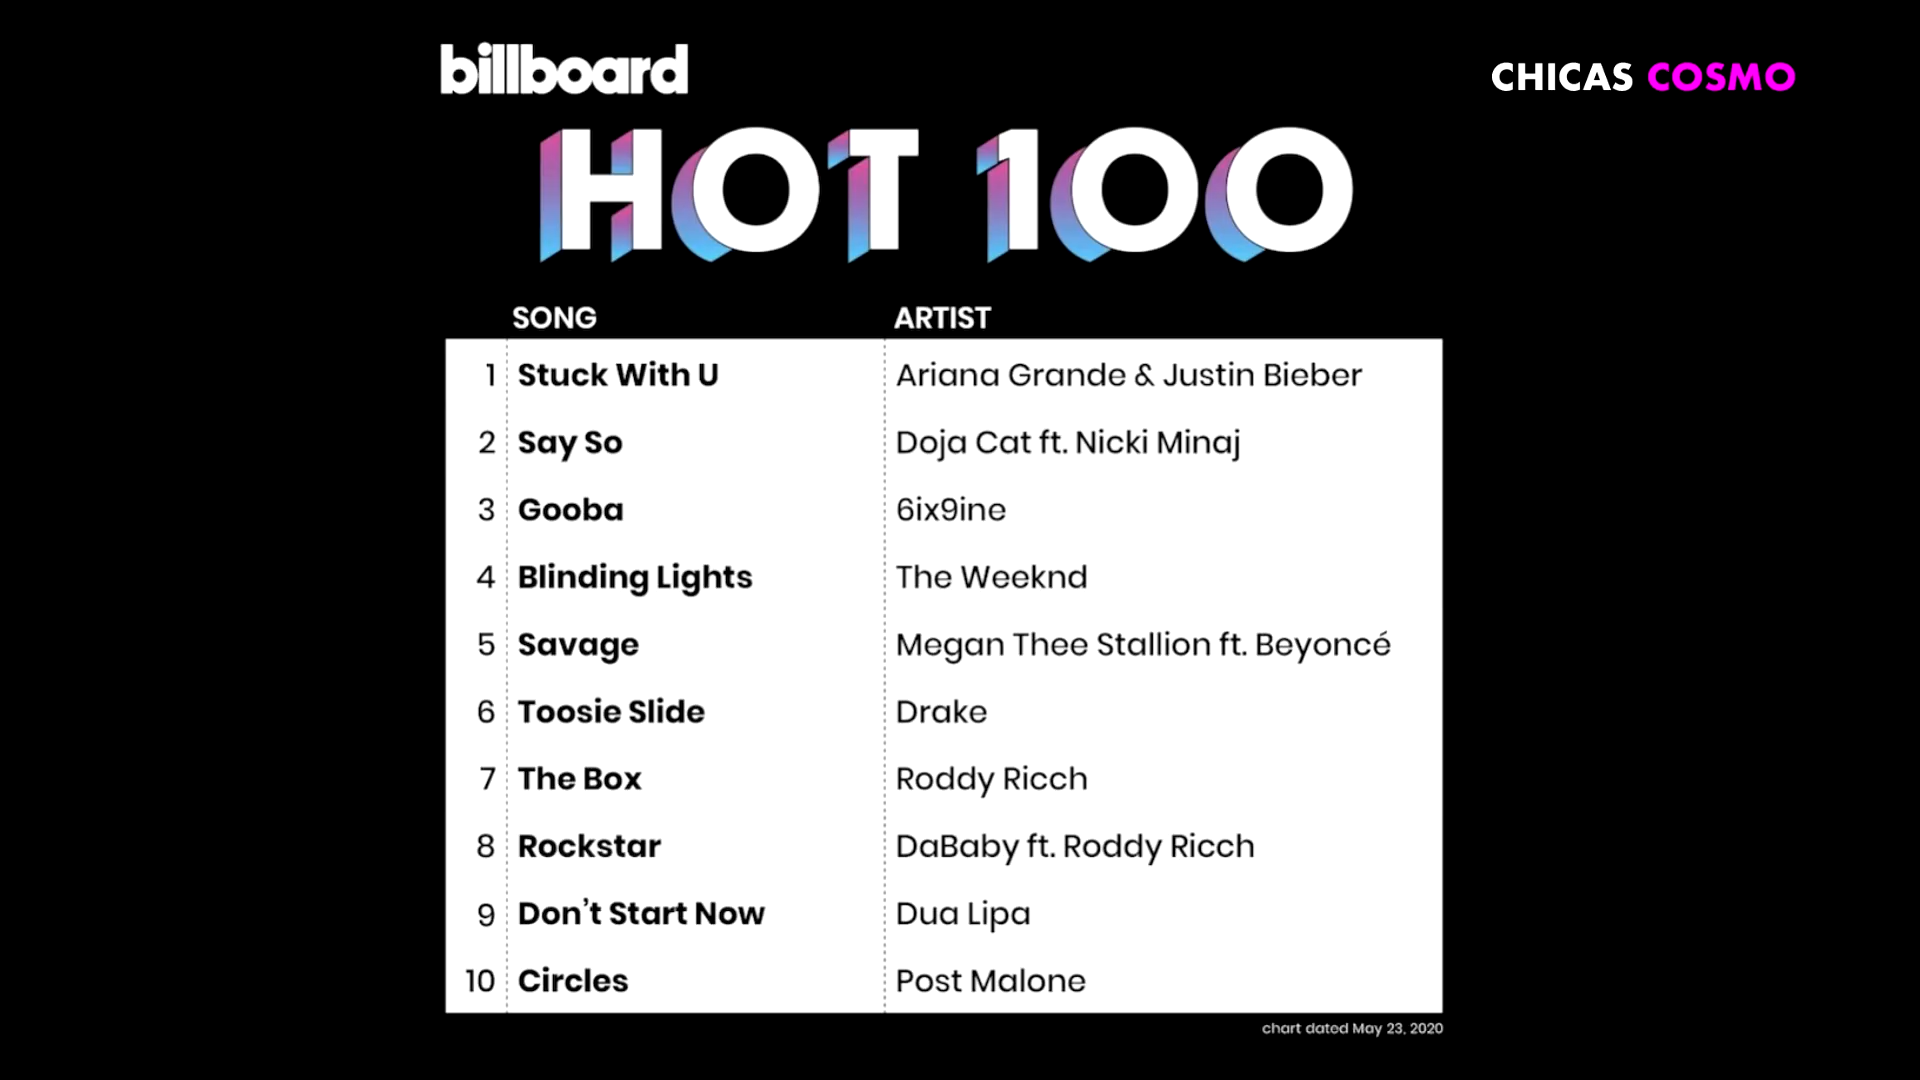 billboard
CHICAS COSMO
HOT 100
SONG ARTIST
1 Stuck With U Ariana Grande & Justin Bieber
2 Say So Doja Cat ft. Nicki Minaj
3 Gooba 6ix9ine
4 Blinding Lights The Weeknd
5 Savage Megan Thee Stallion ft. Beyoncé
6 Toosie Slide Drake
7 The Box Roddy Ricch
8 Rockstar DaBaby ft. Roddy Ricch
9 Don’t Start Now Dua Lipa
10 Circles Post Malone
chart dated May 23, 2020